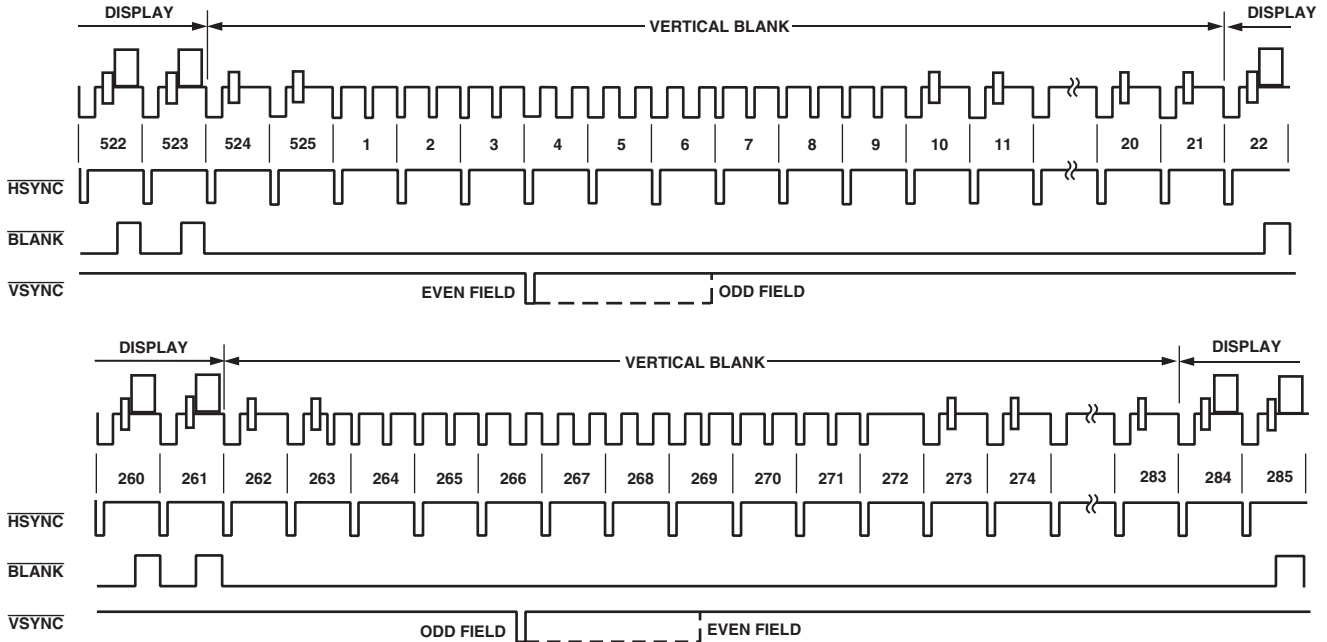 DISPLAY VERTICAL BLANK DISPLAY
522 523 524 525 1 2 3 4 5 6 7 8 9 10 11 20 21 22
HSYNC
BLANK
VSYNC
EVEN FIELD ODD FIELD
DISPLAY VERTICAL BLANK DISPLAY
260 261 262 263 264 265 266 267 268 269 270 271 272 273 274 283 284 285
HSYNC
BLANK
VSYNC
ODD FIELD EVEN FIELD